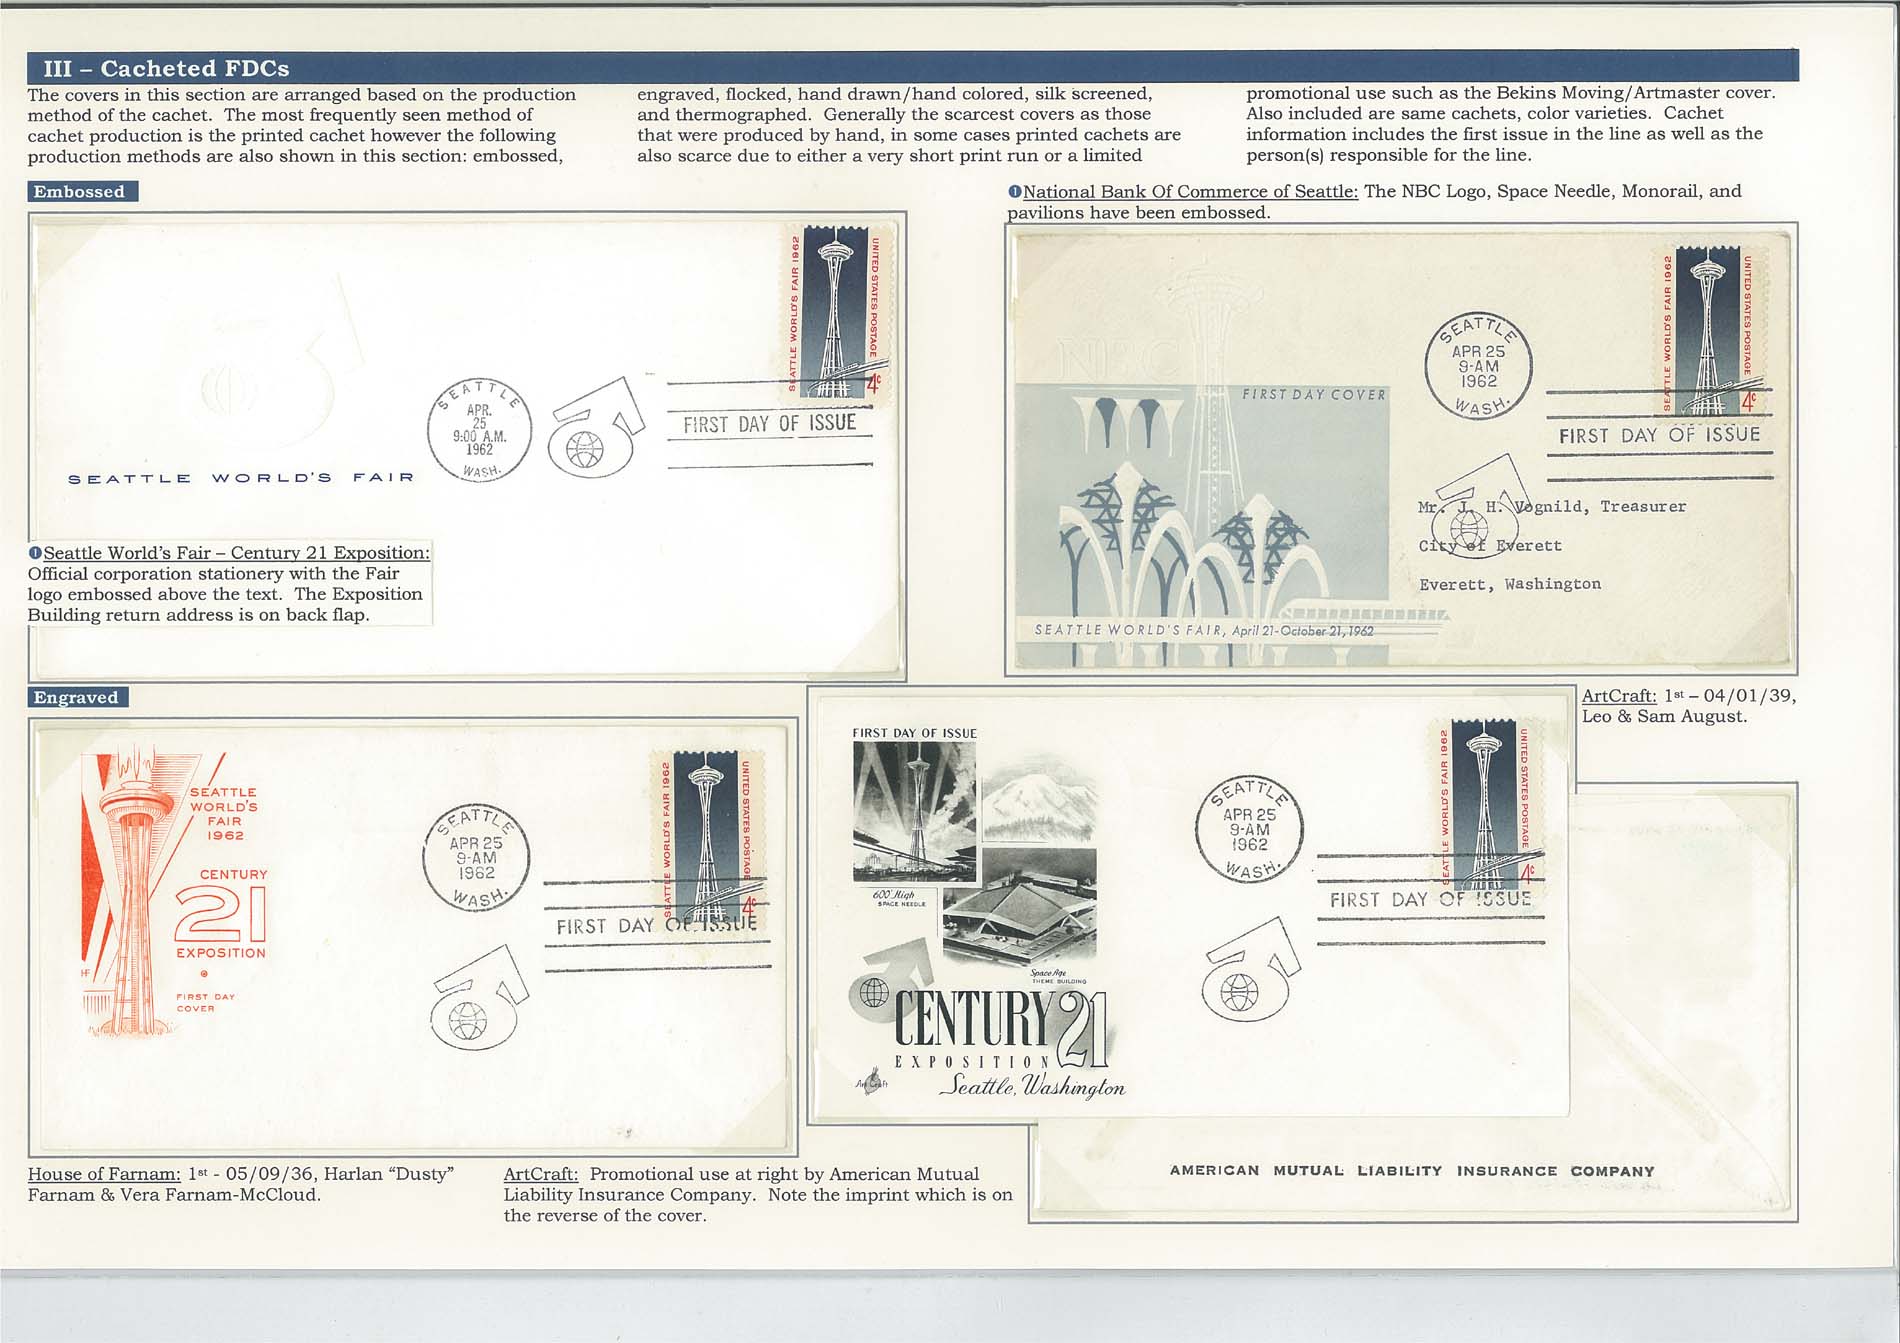 III – Cacheted FDCs
The covers in this section are arranged based on the production
method of the cachet.  The most frequently seen method of
cachet production is the printed cachet however the following
production methods are also shown in this section: embossed,
engraved, flocked, hand drawn/hand colored, silk screened,
and thermographed.  Generally the scarcest covers as those
that were produced by hand, in some cases printed cachets are
also scarce due to either a very short print run or a limited
promotional use such as the Bekins Moving/Artmaster cover.
Also included are same cachets, color varieties.  Cachet
information includes the first issue in the line as well as the
person(s) responsible for the line.
Embossed
SEATTLE WORLD'S FAIR 1962
UNITED STATES POSTAGE
4c
SEATTLE
APR.
25
9:00 A.M.
1962
WASH.
FIRST DAY OF ISSUE
SEATTLE WORLD'S FAIR
❶Seattle World's Fair – Century 21 Exposition:
Official corporation stationery with the Fair
logo embossed above the text.  The Exposition
Building return address is on back flap.
❶National Bank Of Commerce of Seattle: The NBC Logo, Space Needle, Monorail, and
pavilions have been embossed.
NBC
FIRST DAY COVER
SEATTLE WORLD'S FAIR 1962
UNITED STATES POSTAGE
4c
SEATTLE
APR 25
9-AM
1962
WASH.
FIRST DAY OF ISSUE
Mr. J. H. Vognild, Treasurer
City of Everett
Everett, Washington
SEATTLE WORLD'S FAIR, April 21-October 21, 1962
Engraved
SEATTLE
WORLD'S
FAIR
1962
CENTURY
21
EXPOSITION
FIRST DAY
COVER
HF
SEATTLE
APR 25
9-AM
1962
WASH.
SEATTLE WORLD'S FAIR 1962
UNITED STATES POSTAGE
4c
FIRST DAY OF ISSUE
House of Farnam: 1st - 05/09/36, Harlan “Dusty”
Farnam & Vera Farnam-McCloud.
FIRST DAY OF ISSUE
600' High
SPACE NEEDLE
Space Age
THEME BUILDING
CENTURY 21
EXPOSITION
Seattle, Washington
Art Craft
SEATTLE
APR 25
9-AM
1962
WASH.
SEATTLE WORLD'S FAIR 1962
UNITED STATES POSTAGE
4c
FIRST DAY OF ISSUE
ArtCraft: 1st – 04/01/39,
Leo & Sam August.
ArtCraft:  Promotional use at right by American Mutual
Liability Insurance Company.  Note the imprint which is on
the reverse of the cover.
AMERICAN MUTUAL LIABILITY INSURANCE COMPANY